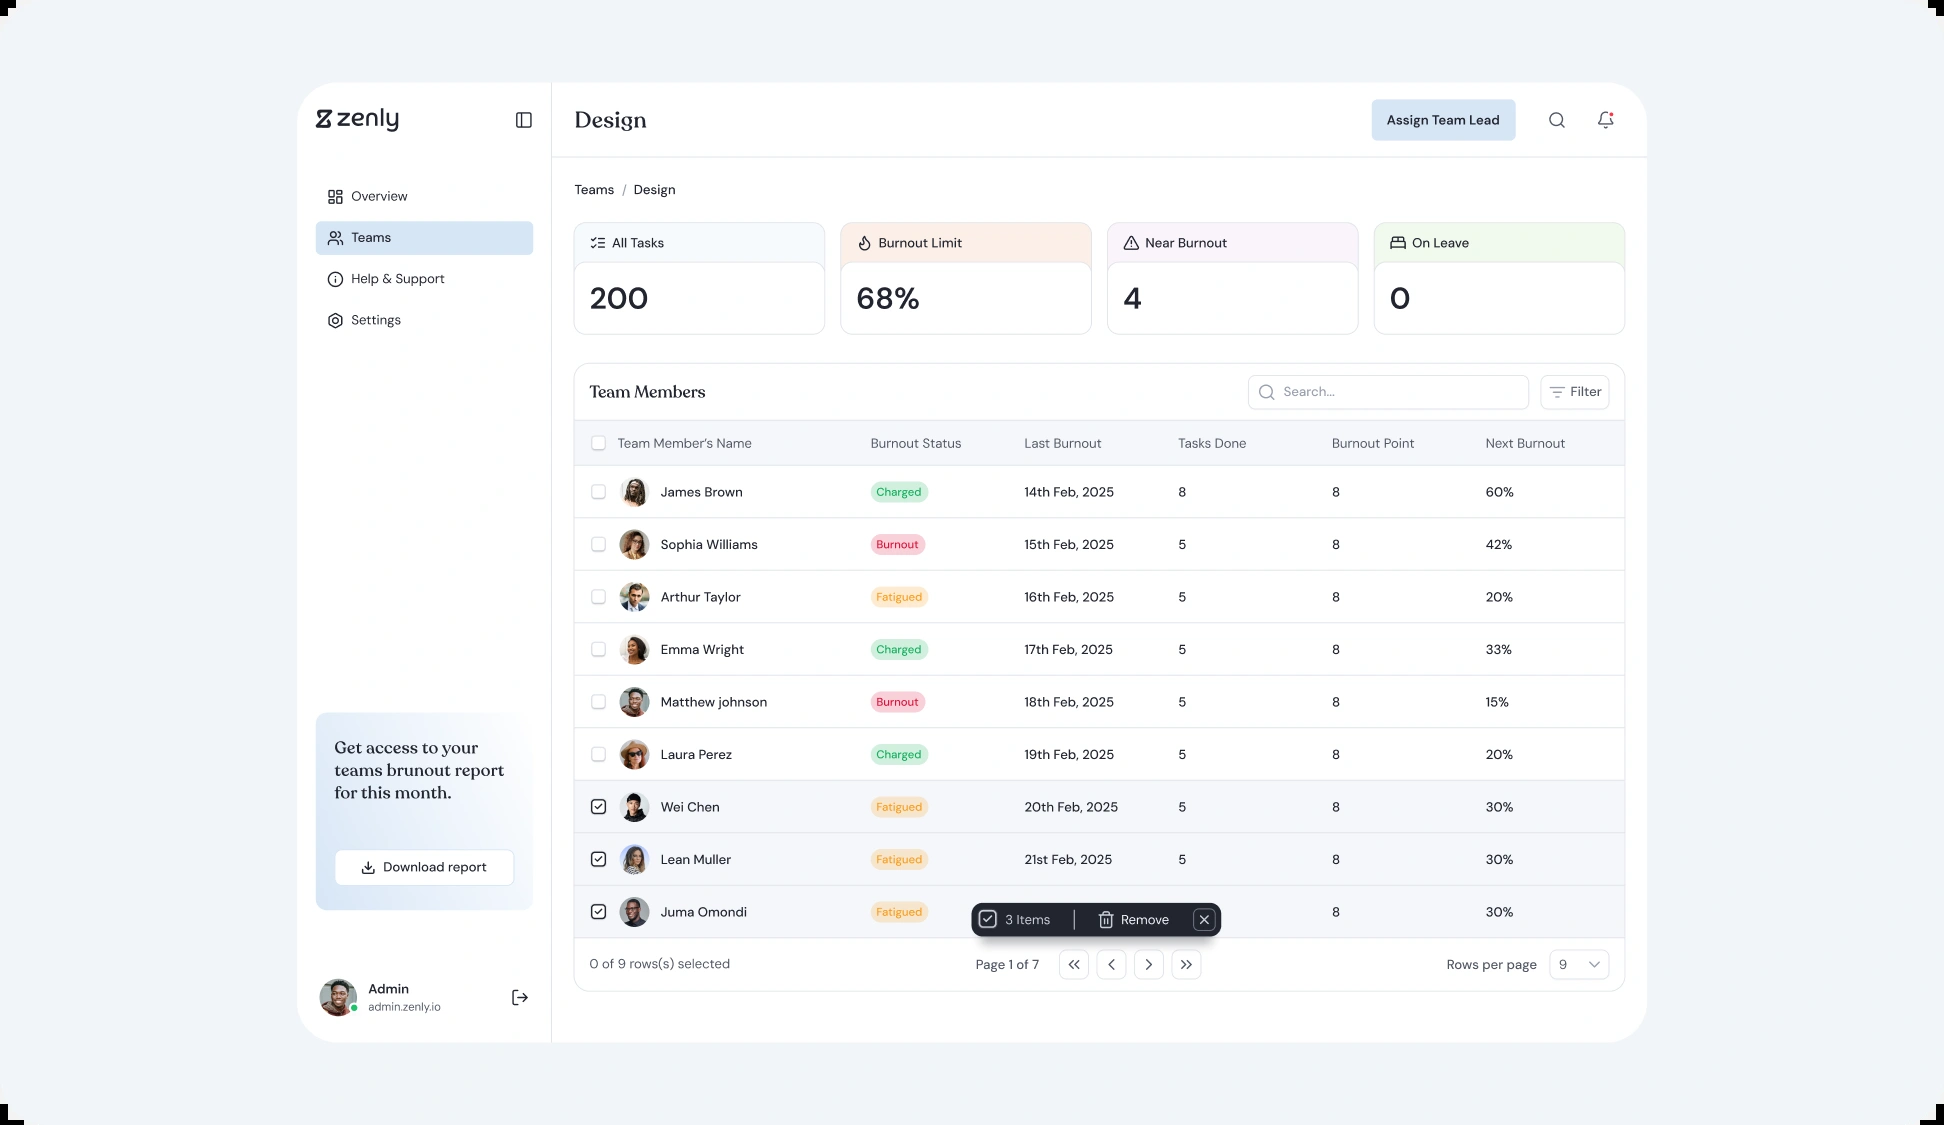 zenly
Design
Assign Team Lead
Overview
Teams
Help & Support
Settings
Teams / Design
All Tasks
200
Burnout Limit
68%
Near Burnout
4
On Leave
0
Team Members
Search...
Filter
Team Member's Name Burnout Status Last Burnout Tasks Done Burnout Point Next Burnout
James Brown Charged 14th Feb, 2025 8 8 60%
Sophia Williams Burnout 15th Feb, 2025 5 8 42%
Arthur Taylor Fatigued 16th Feb, 2025 5 8 20%
Emma Wright Charged 17th Feb, 2025 5 8 33%
Matthew johnson Burnout 18th Feb, 2025 5 8 15%
Laura Perez Charged 19th Feb, 2025 5 8 20%
Wei Chen Fatigued 20th Feb, 2025 5 8 30%
Lean Muller Fatigued 21st Feb, 2025 5 8 30%
Juma Omondi Fatigued 8 30%
3 Items Remove
0 of 9 rows(s) selected
Page 1 of 7
Rows per page 9
Get access to your
teams brunout report
for this month.
Download report
Admin
admin.zenly.io